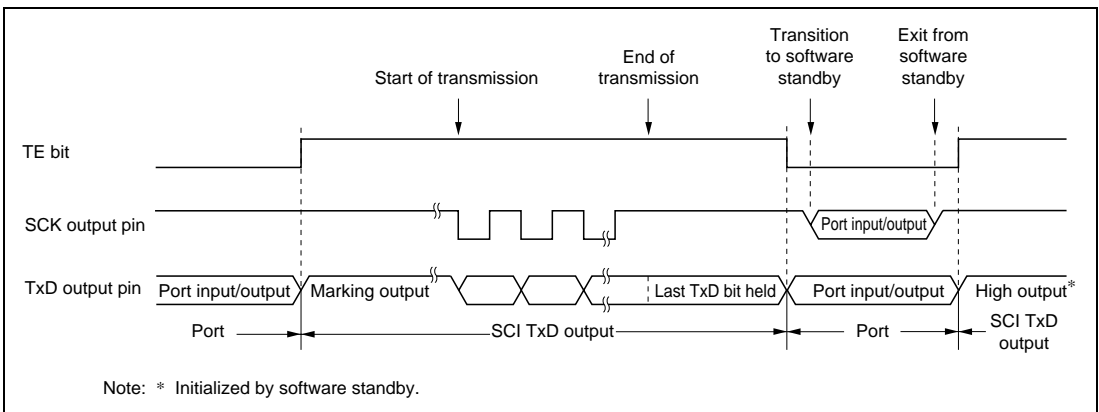 Transition
to software
standby
Exit from
software
standby
End of
transmission
Start of transmission
TE bit
SCK output pin
Port input/output
TxD output pin
Port input/output
Marking output
Last TxD bit held
Port input/output
High output*
Port
SCI TxD output
Port
SCI TxD
output
Note: * Initialized by software standby.